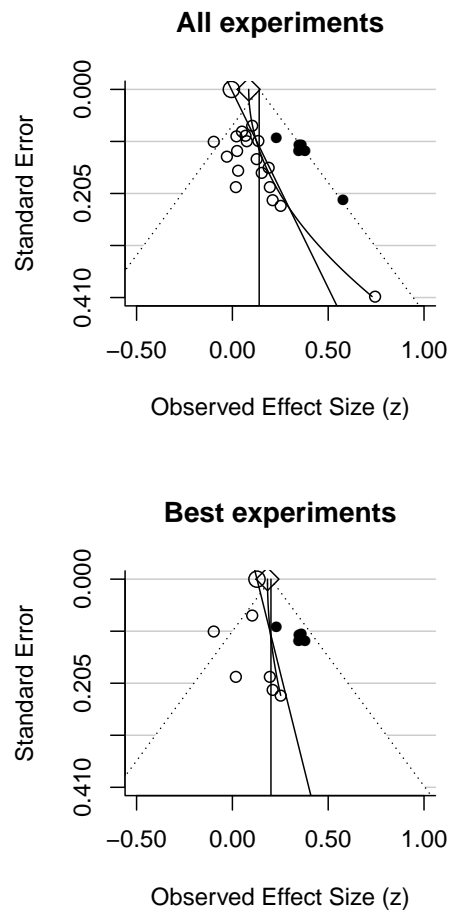 All experiments
0.000
0.205
0.410
Standard Error
−0.50 0.00 0.50 1.00
Observed Effect Size (z)
Best experiments
0.000
0.205
0.410
Standard Error
−0.50 0.00 0.50 1.00
Observed Effect Size (z)